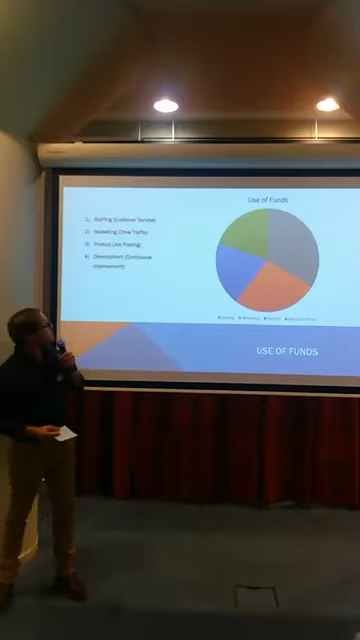 Use of Funds
1) Staffing (Customer Service)
2) Marketing (Drive Traffic)
3) Product (Job Posting)
4) Development (Continuous
Improvement)
USE OF FUNDS